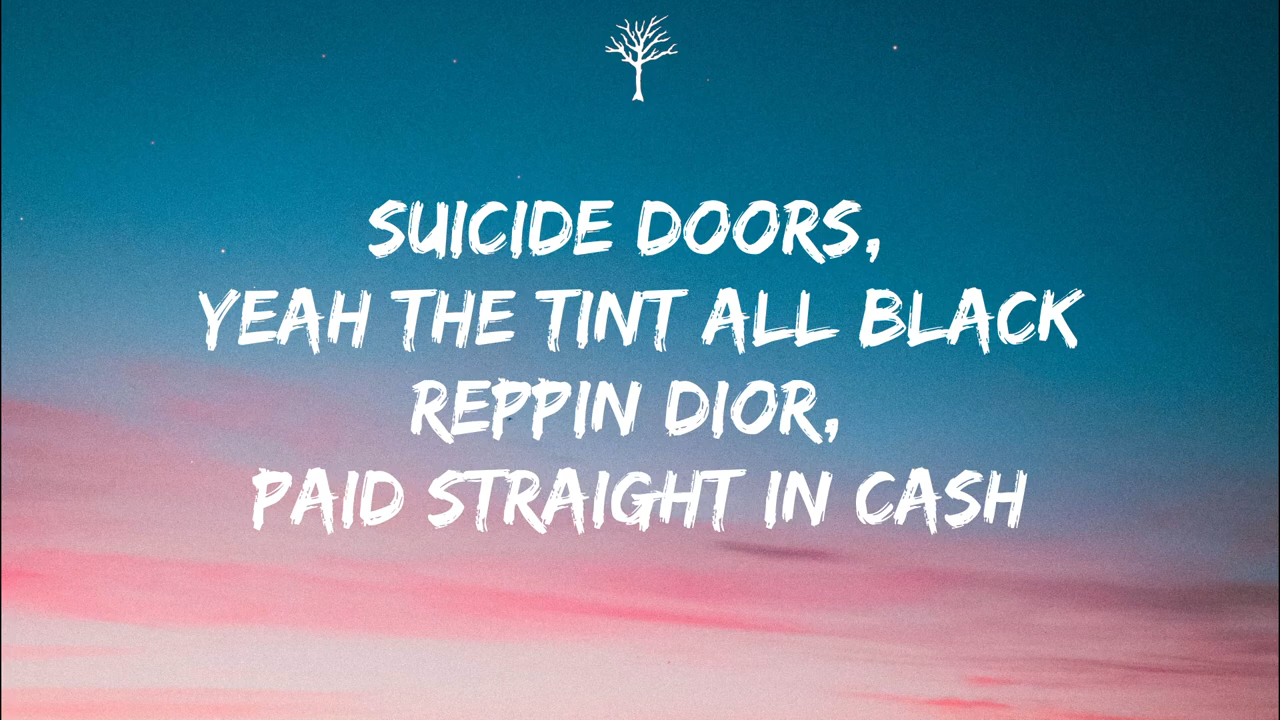 SUICIDE DOORS,
YEAH THE TINT ALL BLACK
REPPIN DIOR,
PAID STRAIGHT IN CASH